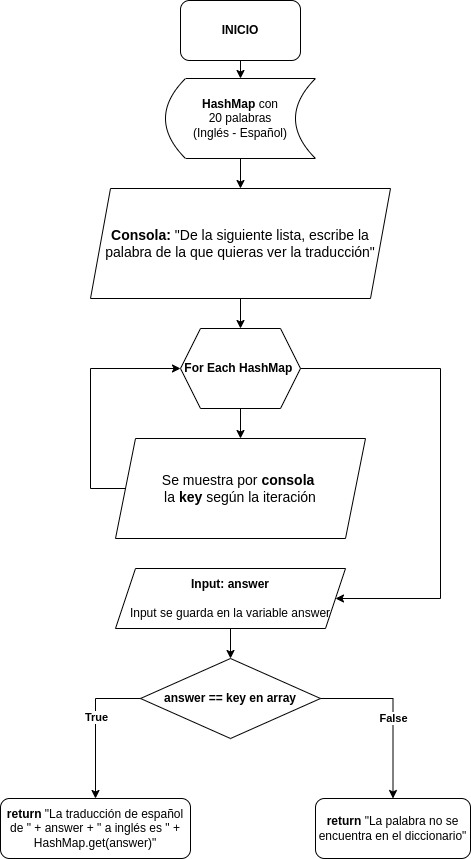 INICIO
HashMap con
20 palabras
(Inglés - Español)
Consola: "De la siguiente lista, escribe la
palabra de la que quieras ver la traducción"
For Each HashMap
Se muestra por consola
la key según la iteración
Input: answer
Input se guarda en la variable answer
answer == key en array
True
False
return "La traducción de español
de " + answer + " a inglés es " +
HashMap.get(answer)"
return "La palabra no se
encuentra en el diccionario"